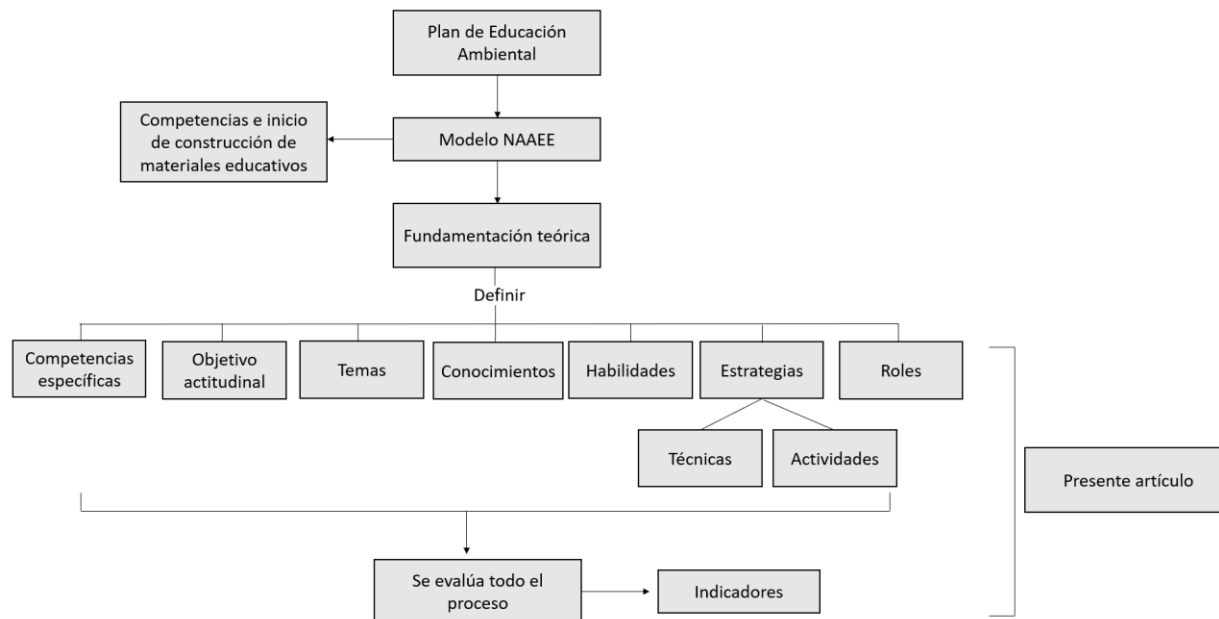 Plan de Educación
Ambiental
Competencias e inicio
de construcción de
materiales educativos
Modelo NAAEE
Fundamentación teórica
Definir
Competencias
específicas
Objetivo
actitudinal
Temas
Conocimientos
Habilidades
Estrategias
Roles
Técnicas
Actividades
Presente artículo
Se evalúa todo el
proceso
Indicadores